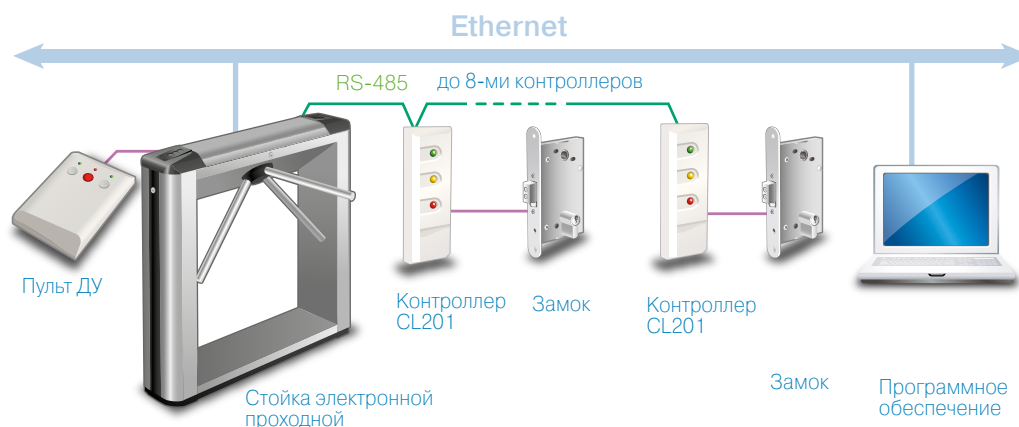 Ethernet
RS-485
до 8-ми контроллеров
Пульт ДУ
Контроллер
CL201
Замок
Контроллер
CL201
Стойка электронной
проходной
Замок
Программное
обеспечение